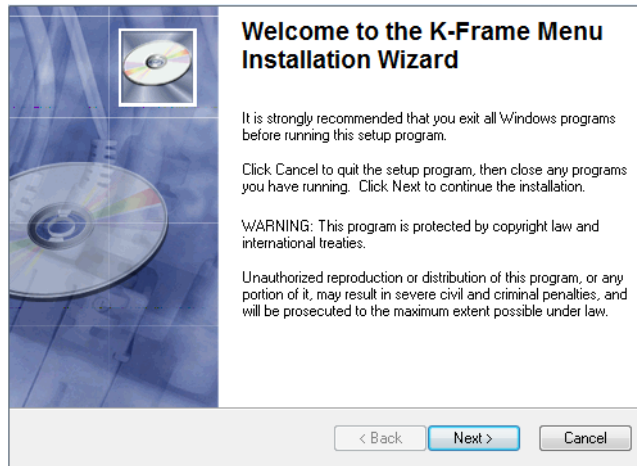 Welcome to the K-Frame Menu
Installation Wizard
It is strongly recommended that you exit all Windows programs
before running this setup program.
Click Cancel to quit the setup program, then close any programs
you have running. Click Next to continue the installation.
WARNING: This program is protected by copyright law and
international treaties.
Unauthorized reproduction or distribution of this program, or any
portion of it, may result in severe civil and criminal penalties, and
will be prosecuted to the maximum extent possible under law.
< Back Next > Cancel